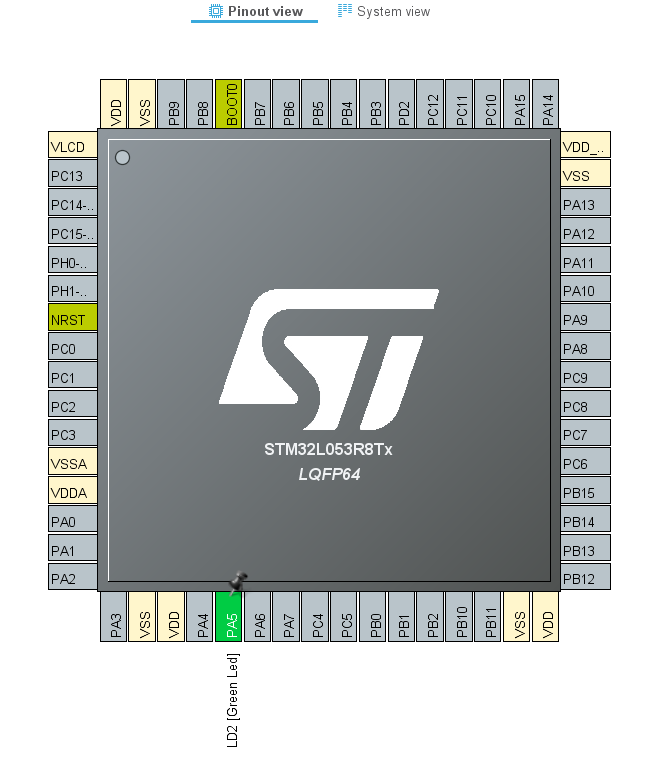 Pinout view
System view
VDD
VSS
PB9
PB8
BOOT0
PB7
PB6
PB5
PB4
PB3
PD2
PC12
PC11
PC10
PA15
PA14
VLCD
PC13
PC14-..
PC15-..
PH0-..
PH1-..
NRST
PC0
PC1
PC2
PC3
VSSA
VDDA
PA0
PA1
PA2
VDD_..
VSS
PA13
PA12
PA11
PA10
PA9
PA8
PC9
PC8
PC7
PC6
PB15
PB14
PB13
PB12
ST
STM32L053R8Tx
LQFP64
PA3
VSS
VDD
PA4
PA5
PA6
PA7
PC4
PC5
PB0
PB1
PB2
PB10
PB11
VSS
VDD
LD2 [Green Led]